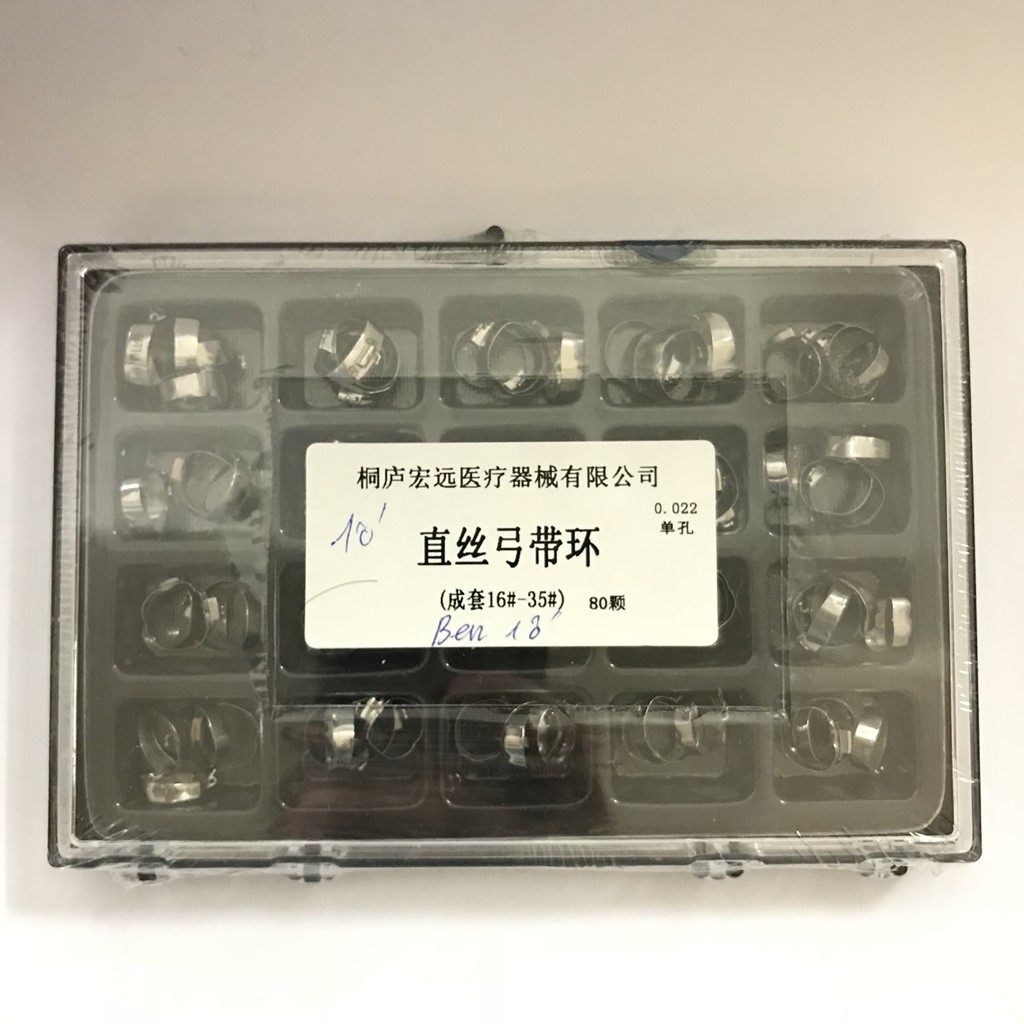 桐庐宏远医疗器械有限公司
0.022
单孔
10'
直丝弓带环
(成套16#-35#) 80颗
Ben 18'